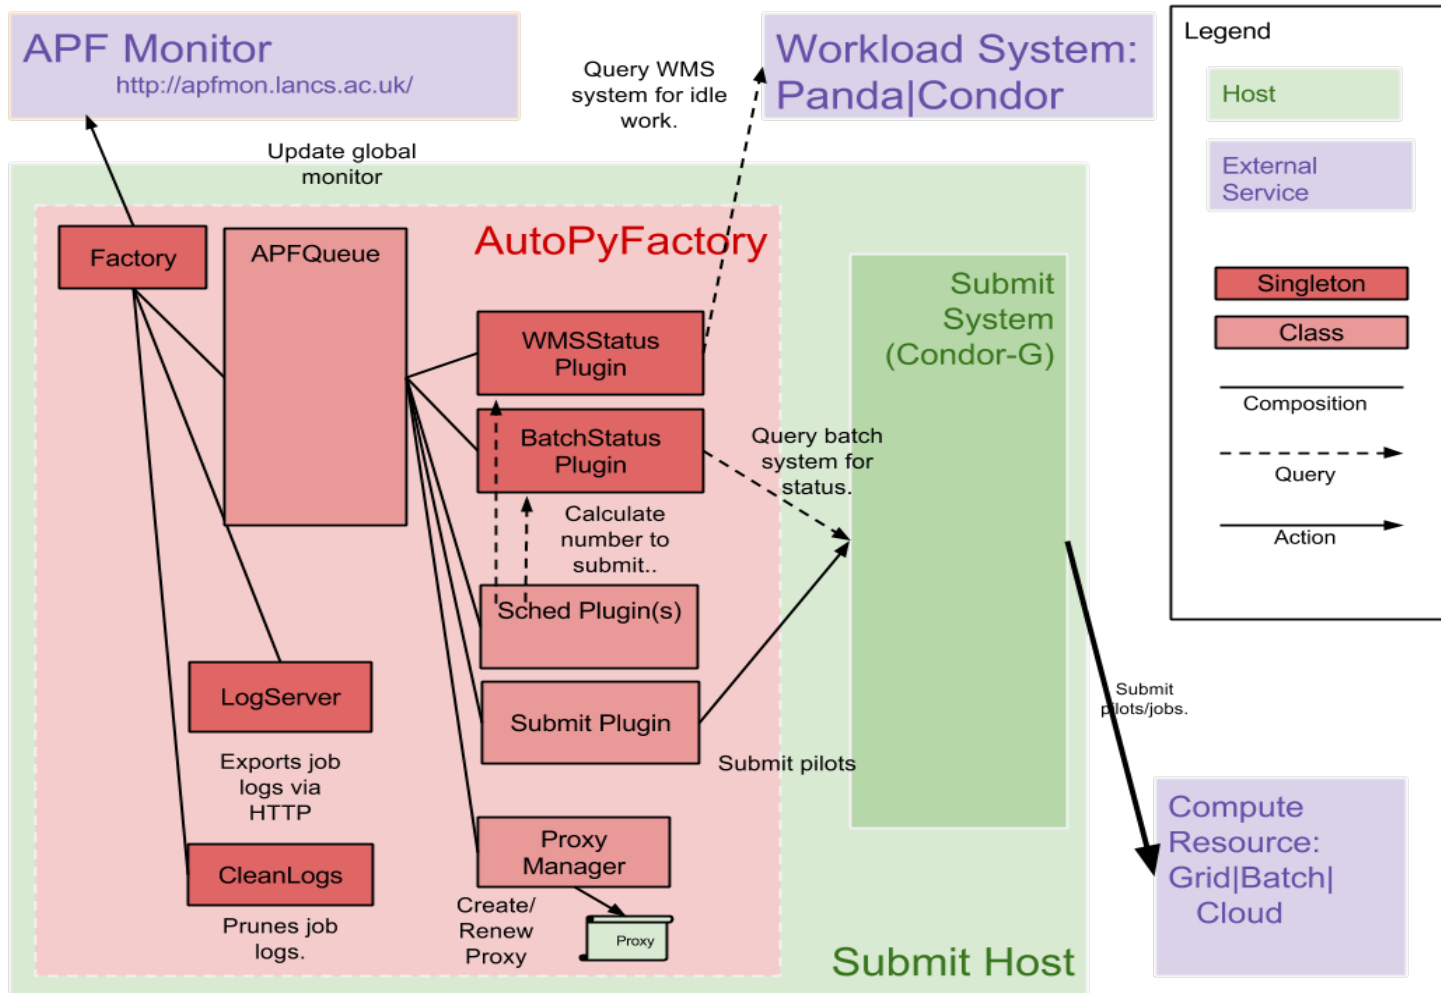 APF Monitor
http://apfmon.lancs.ac.uk/
Query WMS
system for idle
work.
Workload System:
Panda|Condor
Legend
Host
External
Service
Singleton
Class
Composition
Query
Action
Update global
monitor
Factory
APFQueue
AutoPyFactory
WMSStatus
Plugin
BatchStatus
Plugin
Query batch
system for
status.
Calculate
number to
submit..
Sched Plugin(s)
Submit Plugin
Submit pilots
LogServer
Exports job
logs via
HTTP
CleanLogs
Prunes job
logs.
Proxy
Manager
Create/
Renew
Proxy
Proxy
Submit
System
(Condor-G)
Submit Host
Submit
pilots/jobs.
Compute
Resource:
Grid|Batch|
Cloud